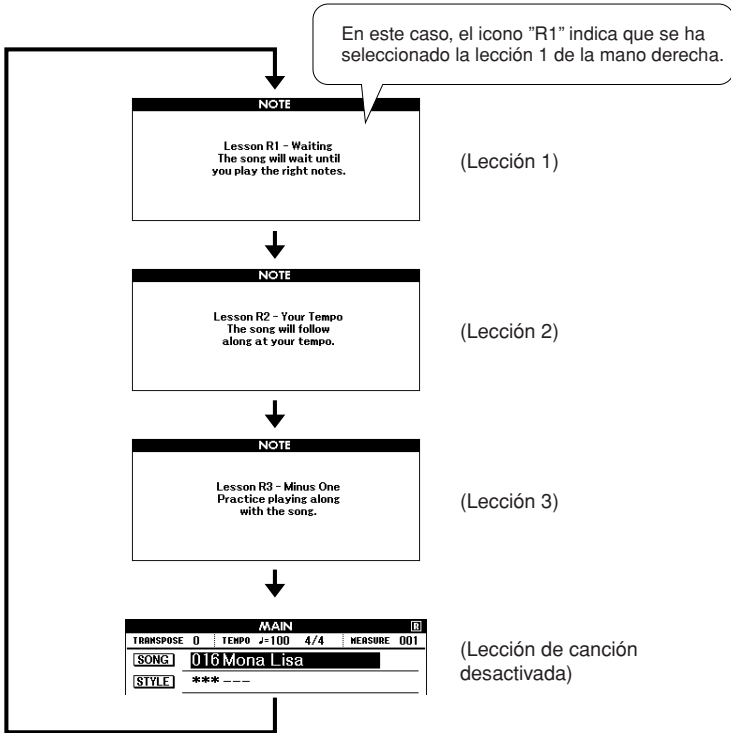 En este caso, el icono "R1" indica que se ha
seleccionado la lección 1 de la mano derecha.
NOTE
Lesson R1 - Waiting
The song will wait until
you play the right notes.
(Lección 1)
NOTE
Lesson R2 - Your Tempo
The song will follow
along at your tempo.
(Lección 2)
NOTE
Lesson R3 - Minus One
Practice playing along
with the song.
(Lección 3)
MAIN R
TRANSPOSE 0 TEMPO ♩=100 4/4 MEASURE 001
SONG 016 Mona Lisa
STYLE *** ---
(Lección de canción
desactivada)